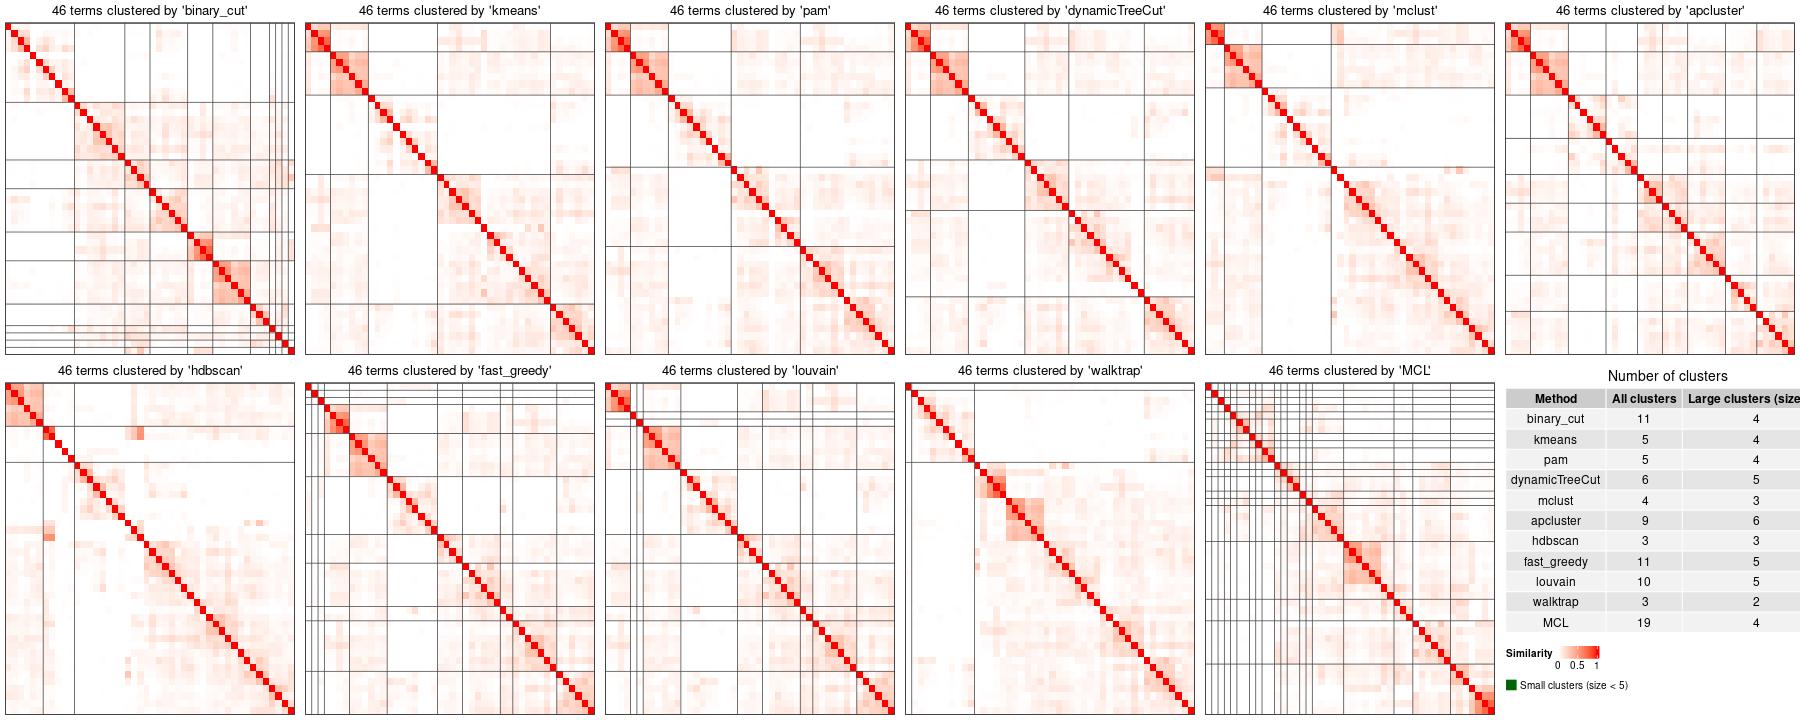 46 terms clustered by 'binary_cut'
46 terms clustered by 'kmeans'
46 terms clustered by 'pam'
46 terms clustered by 'dynamicTreeCut'
46 terms clustered by 'mclust'
46 terms clustered by 'apcluster'
46 terms clustered by 'hdbscan'
46 terms clustered by 'fast_greedy'
46 terms clustered by 'louvain'
46 terms clustered by 'walktrap'
46 terms clustered by 'MCL'
Number of clusters
Method All clusters Large clusters (size
binary_cut 11 4
kmeans 5 4
pam 5 4
dynamicTreeCut 6 5
mclust 4 3
apcluster 9 6
hdbscan 3 3
fast_greedy 11 5
louvain 10 5
walktrap 3 2
MCL 19 4
Similarity
0 0.5 1
Small clusters (size < 5)